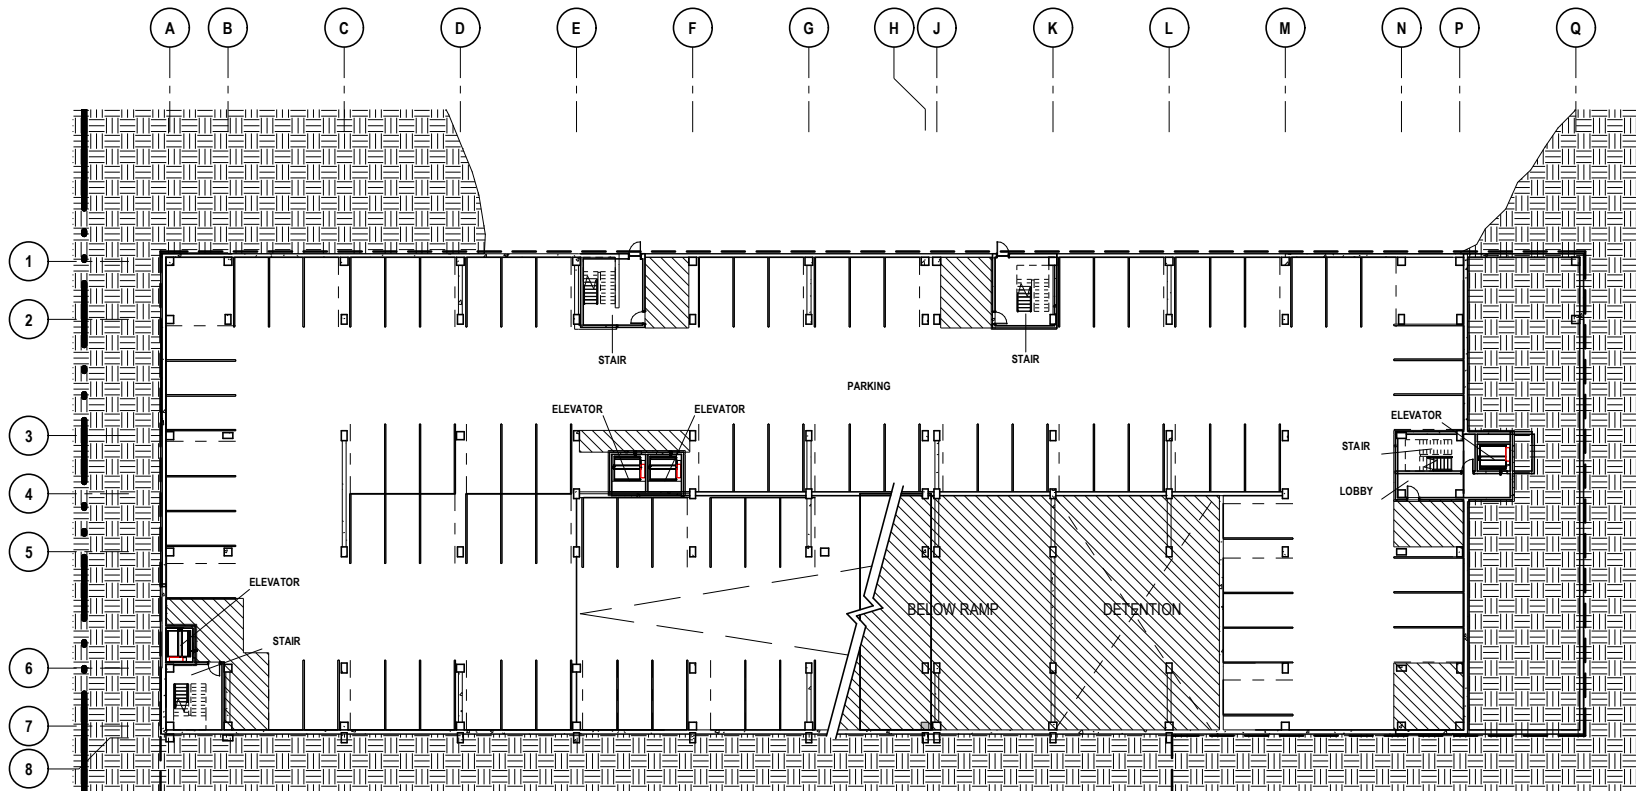 A B C D E F G H J K L M N P Q
1
2
STAIR
STAIR
PARKING
ELEVATOR
ELEVATOR
ELEVATOR
3
STAIR
4
LOBBY
5
ELEVATOR
BELOW RAMP
DETENTION
STAIR
6
7
8